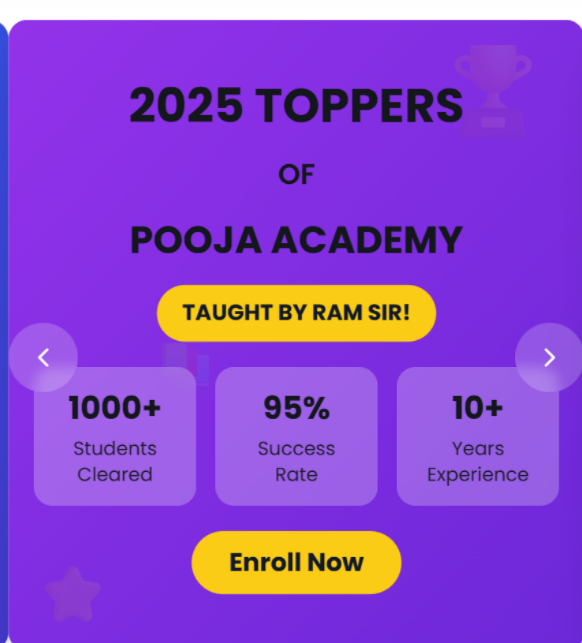 2025 TOPPERS
OF
POOJA ACADEMY
TAUGHT BY RAM SIR!
1000+
Students
Cleared
95%
Success
Rate
10+
Years
Experience
Enroll Now